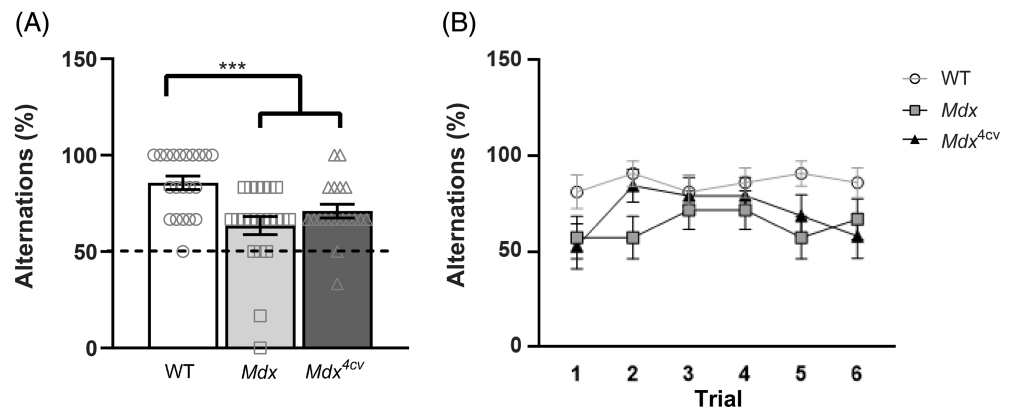 (A)
Alternations (%)
150
100
50
0
***
WT
Mdx
Mdx4cv
(B)
Alternations (%)
150
100
50
0
1 2 3 4 5 6
Trial
WT
Mdx
Mdx4cv